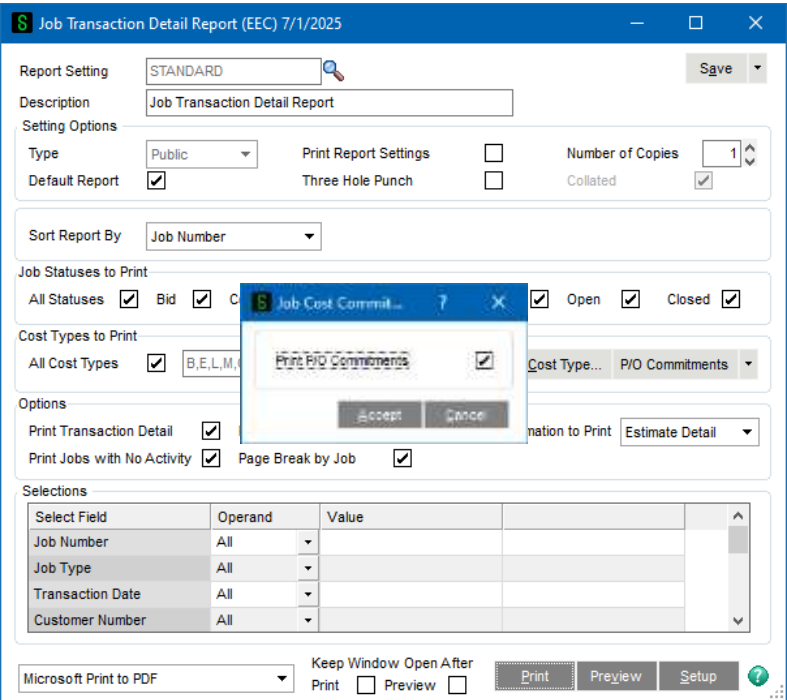 S Job Transaction Detail Report (EEC) 7/1/2025
Report Setting STANDARD Save
Description Job Transaction Detail Report
Setting Options
Type Public Print Report Settings Number of Copies 1
Default Report Three Hole Punch Collated
Sort Report By Job Number
Job Statuses to Print
All Statuses Bid C Open Closed
S Job Cost Commit... ?
Cost Types to Print
All Cost Types B,E,L,M, Cost Type... P/O Commitments
Print P/O Commitments
Accept Cancel
Options
Print Transaction Detail mation to Print Estimate Detail
Print Jobs with No Activity Page Break by Job
Selections
Select Field Operand Value
Job Number All
Job Type All
Transaction Date All
Customer Number All
Keep Window Open After
Microsoft Print to PDF Print Preview Print Preview Setup ?